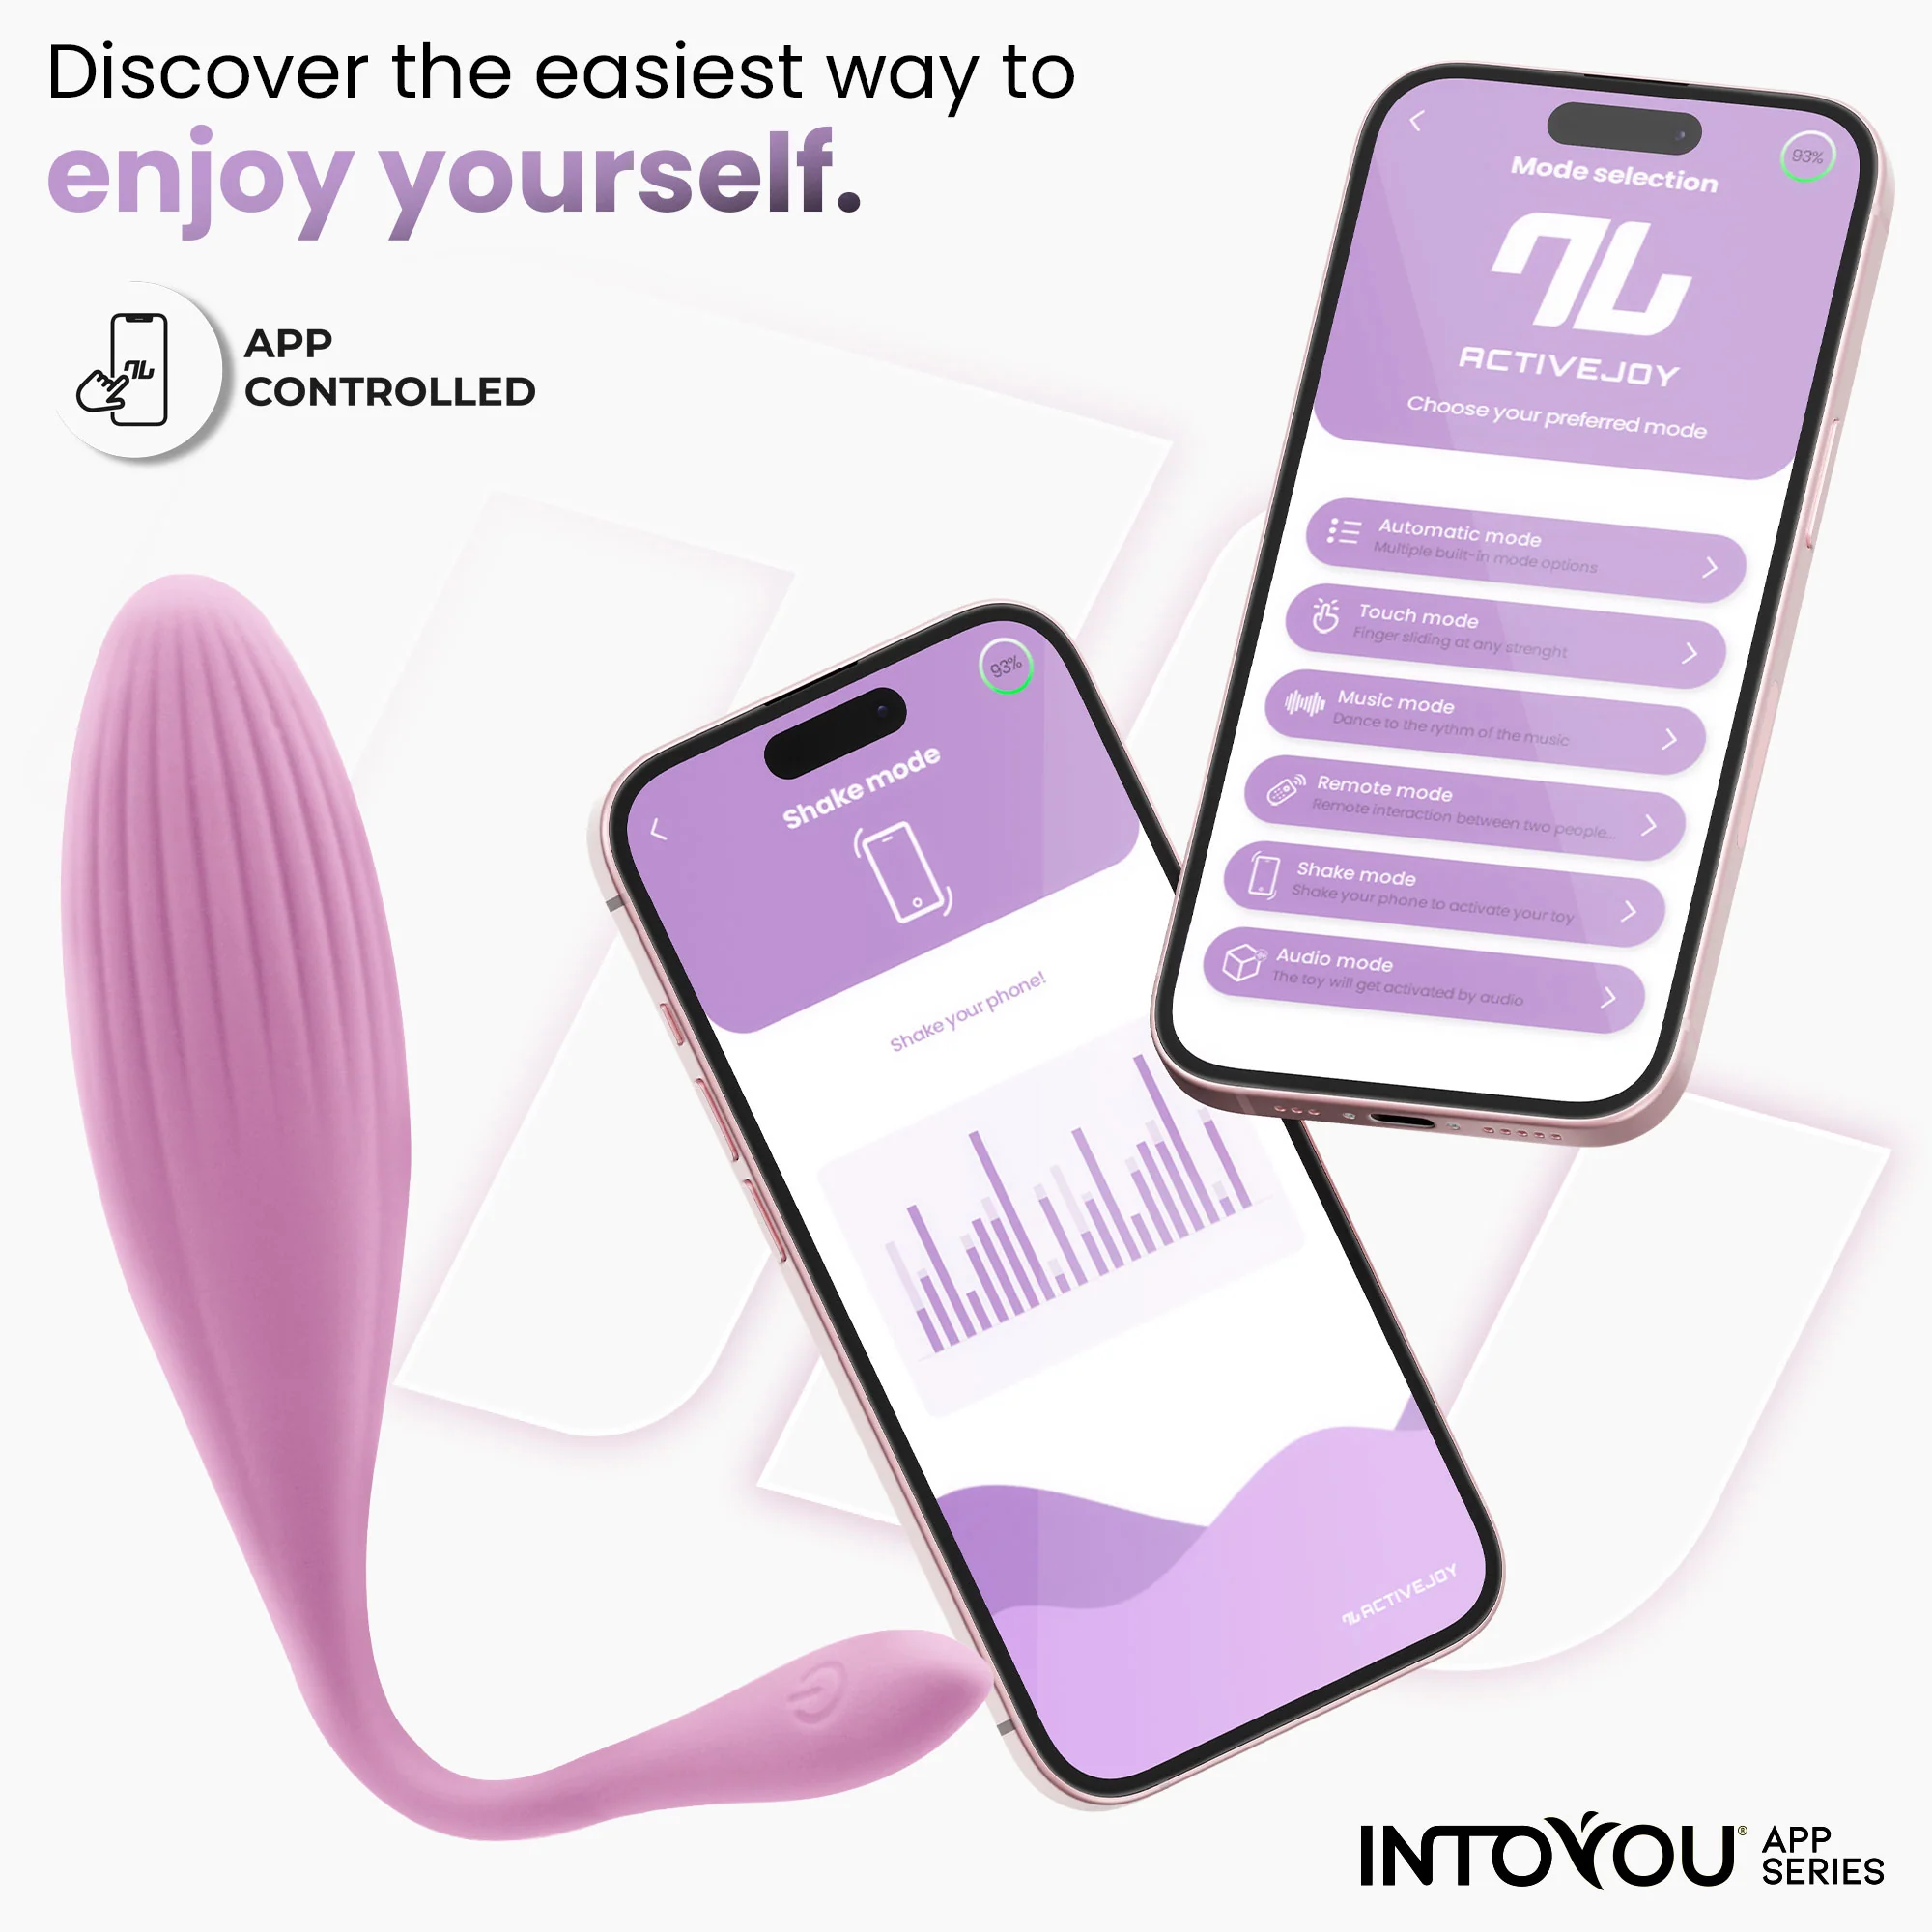 Discover the easiest way to
enjoy yourself.
APP
CONTROLLED
93%
Mode selection
ACTIVEJOY
Choose your preferred mode
Automatic mode
Multiple built-in mode options
Touch mode
Finger sliding at any strenght
Music mode
Dance to the rythm of the music
Remote mode
Remote interaction between two people...
Shake mode
Shake your phone to activate your toy
Audio mode
The toy will get activated by audio
93%
Shake mode
Shake your phone!
ACTIVEJOY
INTOYOU® APP
SERIES